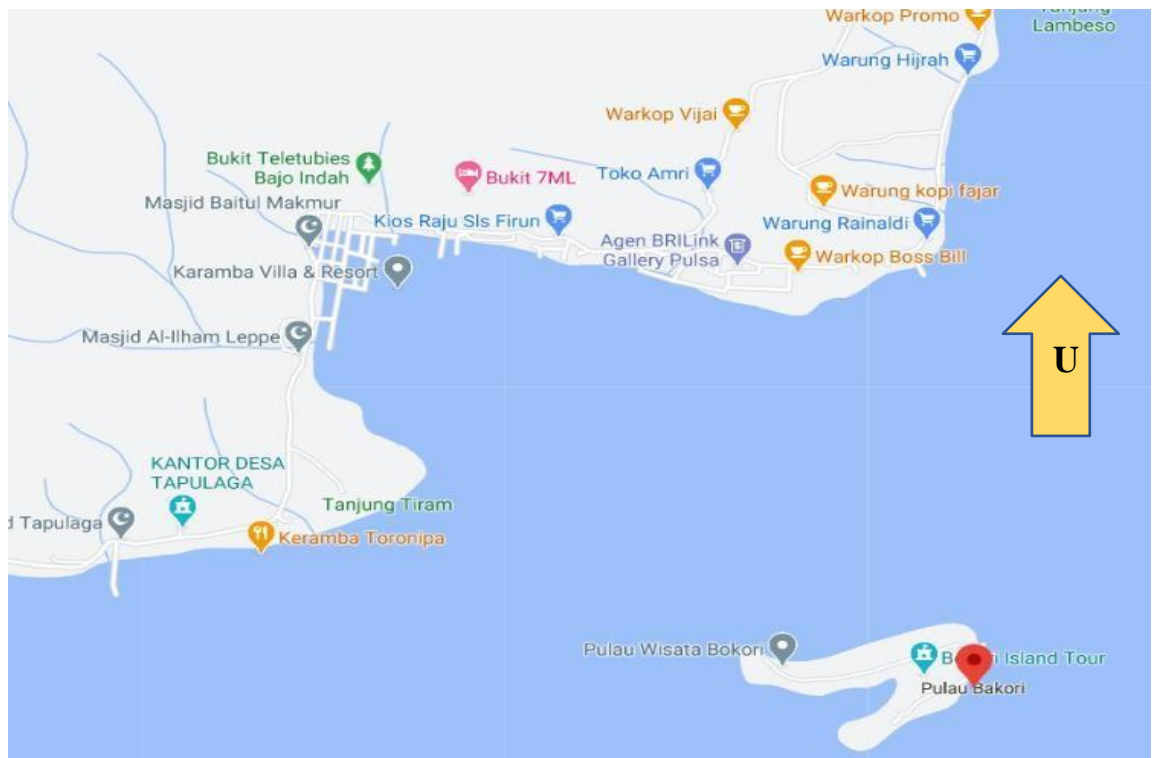 Warkop Promo
Tanjung
Lambeso
Warung Hijrah
Warkop Vijai
Bukit Teletubies
Bajo Indah
Bukit 7ML
Toko Amri
Warung kopi fajar
Masjid Baitul Makmur
Kios Raju Sls Firun
Warung Rainaldi
Agen BRILink
Gallery Pulsa
Warkop Boss Bill
Karamba Villa & Resort
Masjid Al-Ilham Leppe
U
KANTOR DESA
TAPULAGA
Tanjung Tiram
d Tapulaga
Keramba Toronipa
Pulau Wisata Bokori
Island Tour
Pulau Bakori